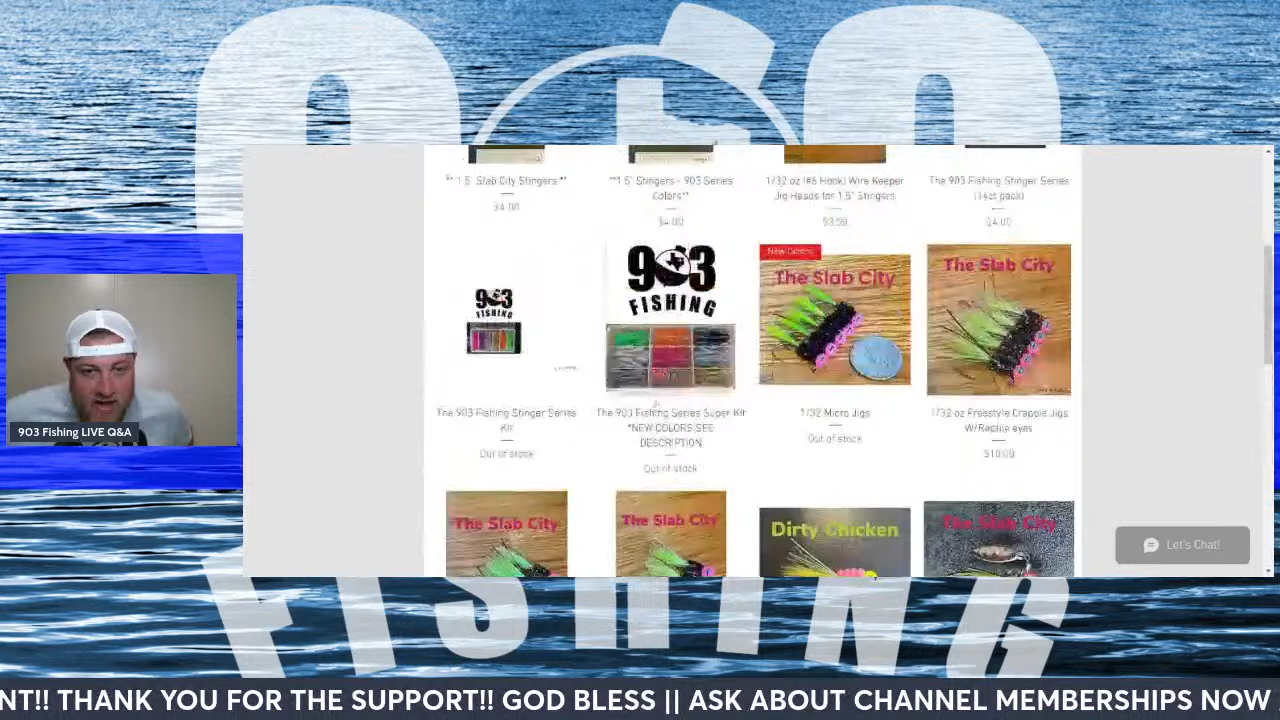 903
**1.5" Slab City Stingers **
$4.00
**1.5" Stingers - 903 Series
Colors**
$4.00
1/32 oz (#6 Hook) Wire Keeper
Jig Heads for 1.5" Stingers
$3.50
The 903 Fishing Stinger Series
(14ct pack)
$4.00
903
FISHING
The 903 Fishing Stinger Series
Kit
Out of stock
903
FISHING
The 903 Fishing Series Super Kit
*NEW COLORS SEE
DESCRIPTION
Out of stock
New Colors
The Slab City
1/32 Micro Jigs
Out of stock
The Slab City
1/32 oz Freestyle Crappie Jigs
W/Recline eyes
$10.00
The Slab City
The Slab City
Dirty Chicken
The Slab City
Let's Chat!
903 Fishing LIVE Q&A
FISHING
NT!! THANK YOU FOR THE SUPPORT!! GOD BLESS || ASK ABOUT CHANNEL MEMBERSHIPS NOW